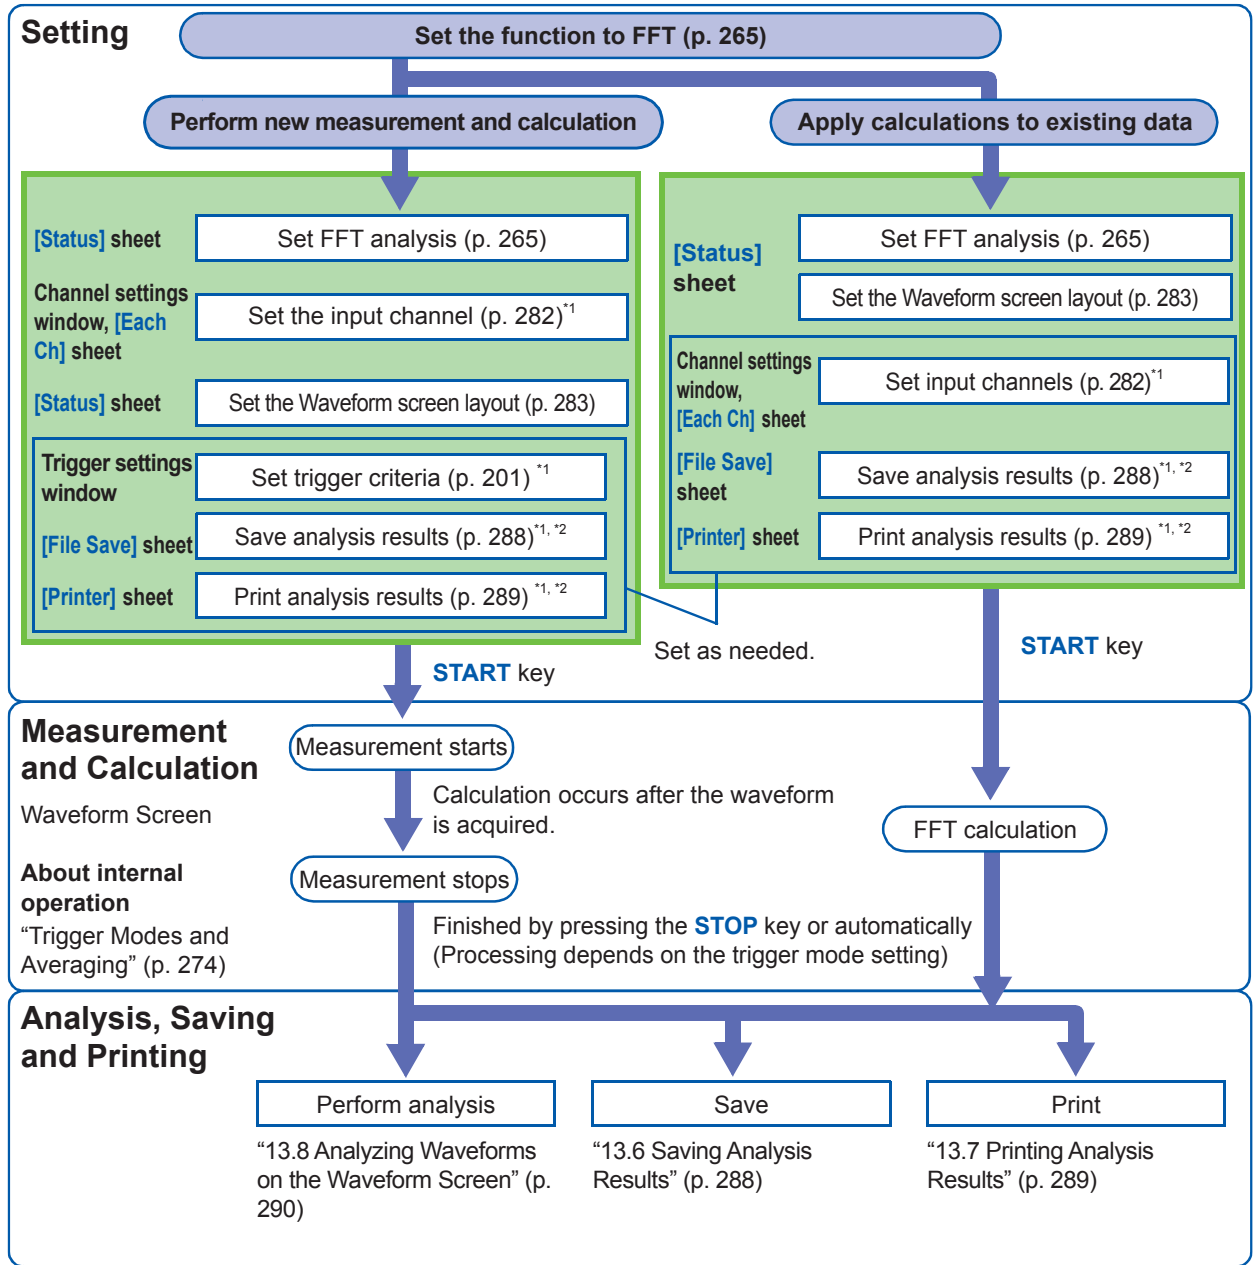 Setting
Set the function to FFT (p. 265)
Perform new measurement and calculation
Apply calculations to existing data
[Status] sheet
Set FFT analysis (p. 265)
Channel settings
window, [Each
Ch] sheet
Set the input channel (p. 282)*1
[Status] sheet
Set the Waveform screen layout (p. 283)
Trigger settings
window
Set trigger criteria (p. 201) *1
[File Save] sheet
Save analysis results (p. 288)*1, *2
[Printer] sheet
Print analysis results (p. 289) *1, *2
[Status]
sheet
Set FFT analysis (p. 265)
Set the Waveform screen layout (p. 283)
Channel settings
window,
[Each Ch] sheet
Set input channels (p. 282)*1
[File Save]
sheet
Save analysis results (p. 288)*1, *2
[Printer] sheet
Print analysis results (p. 289) *1, *2
Set as needed.
START key
START key
Measurement
and Calculation
Waveform Screen
About internal
operation
“Trigger Modes and
Averaging” (p. 274)
Measurement starts
Calculation occurs after the waveform
is acquired.
Measurement stops
Finished by pressing the STOP key or automatically
(Processing depends on the trigger mode setting)
FFT calculation
Analysis, Saving
and Printing
Perform analysis
“13.8 Analyzing Waveforms
on the Waveform Screen” (p.
290)
Save
“13.6 Saving Analysis
Results” (p. 288)
Print
“13.7 Printing Analysis
Results” (p. 289)